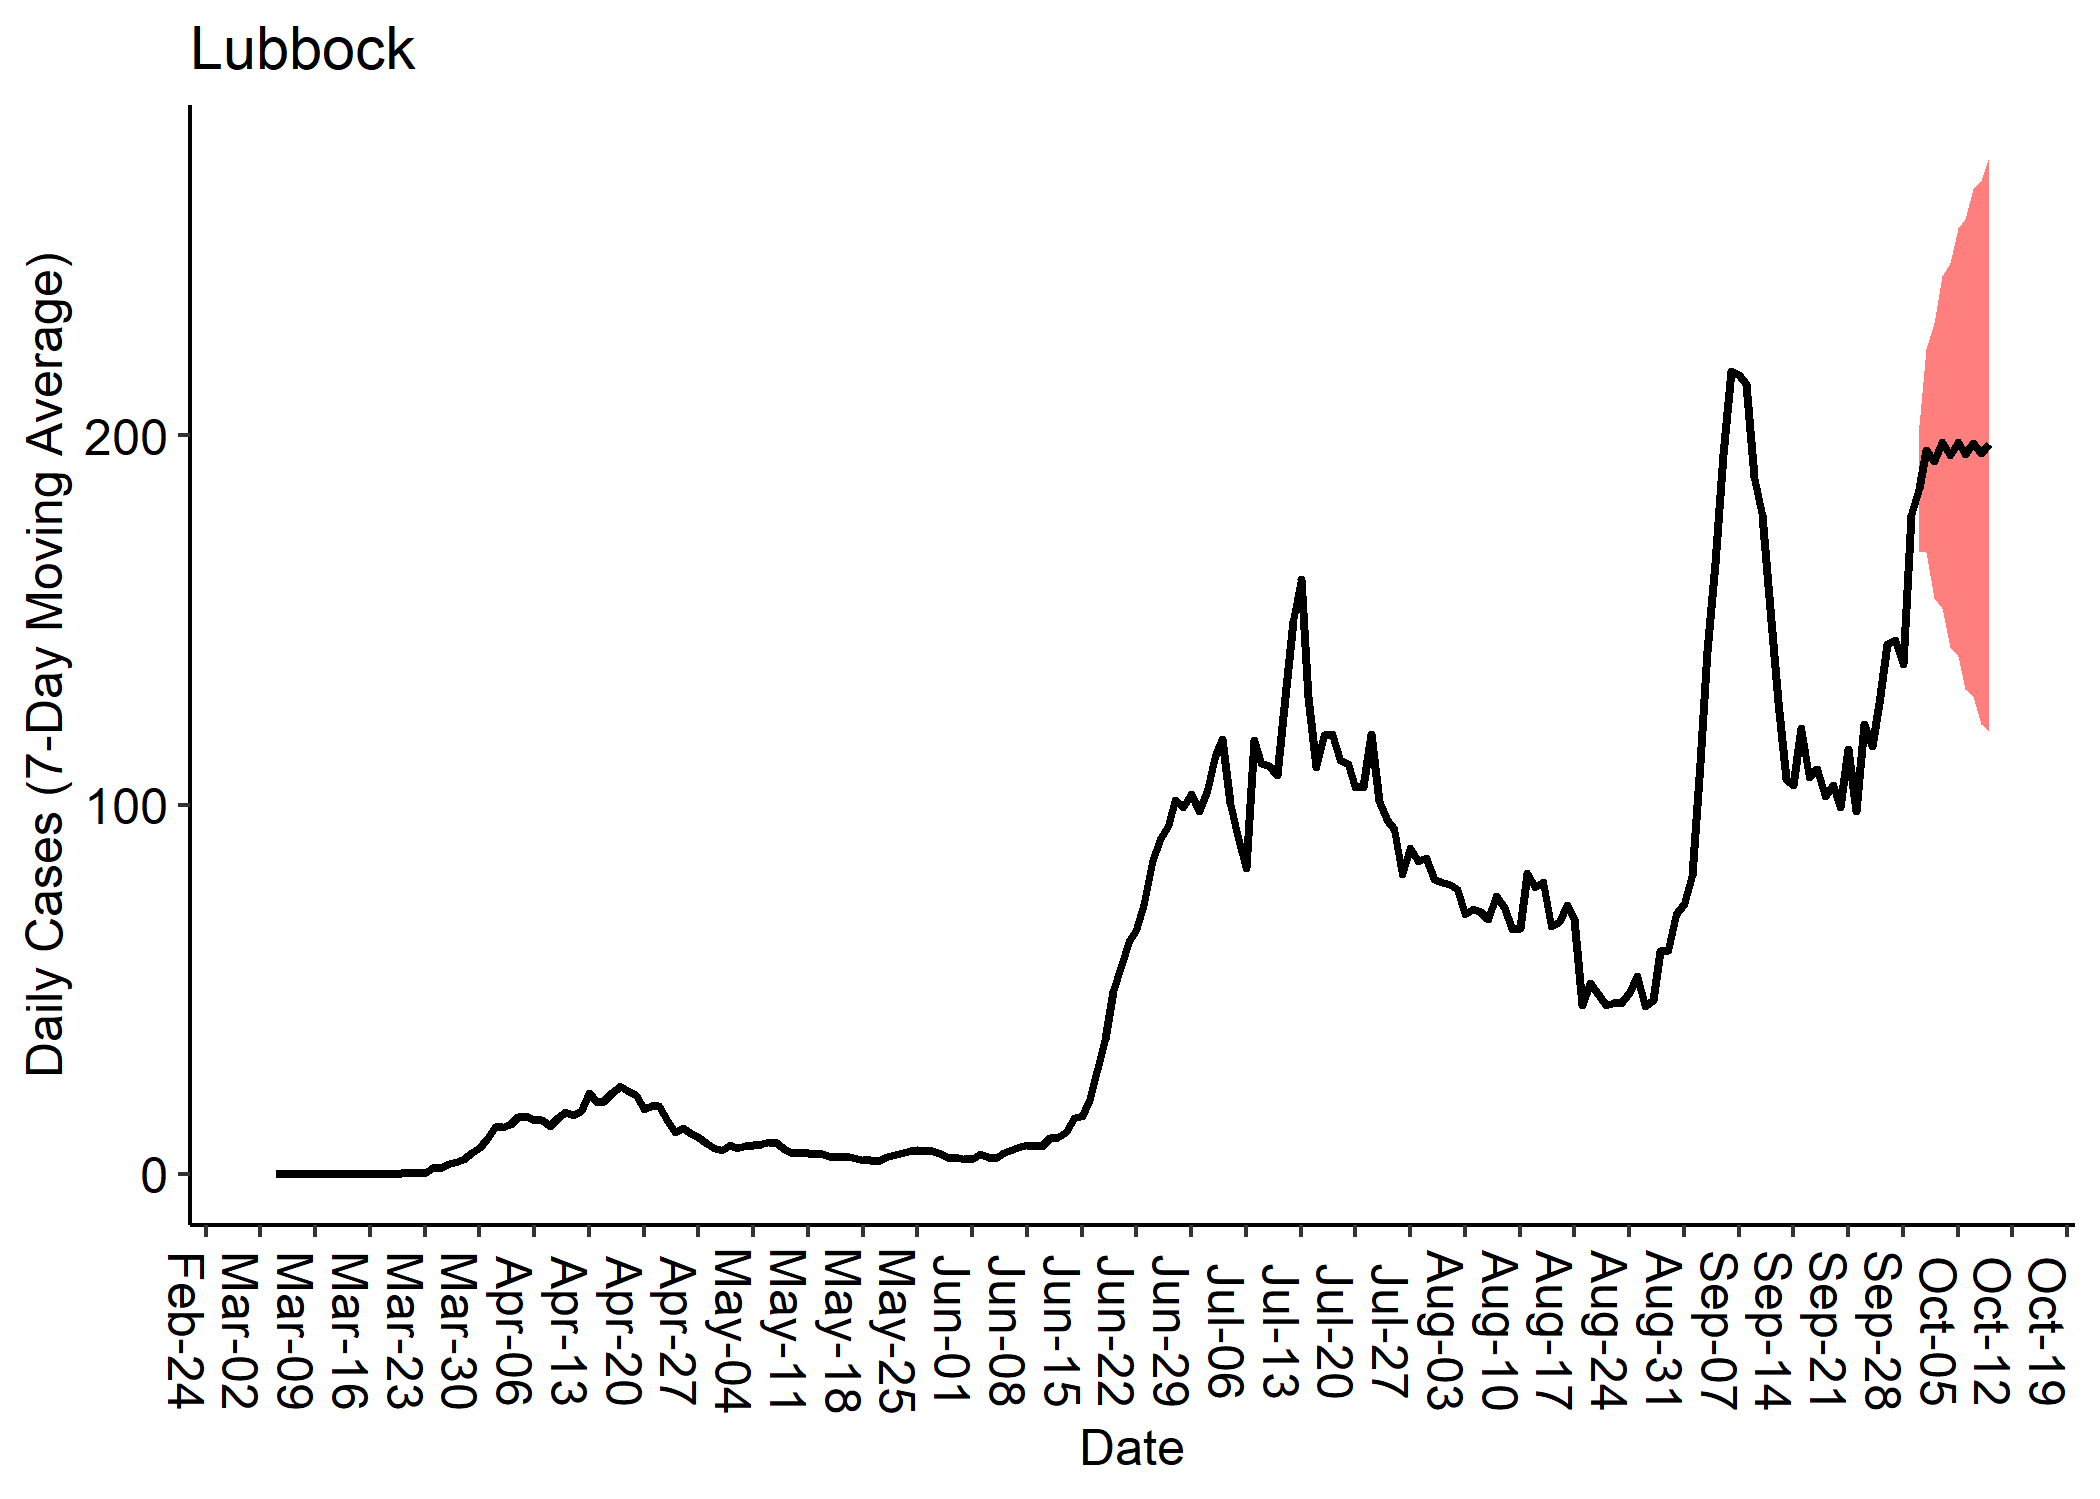 Lubbock
Daily Cases (7-Day Moving Average)
200
100
0
Feb-24
Mar-02
Mar-09
Mar-16
Mar-23
Mar-30
Apr-06
Apr-13
Apr-20
Apr-27
May-04
May-11
May-18
May-25
Jun-01
Jun-08
Jun-15
Jun-22
Jun-29
Jul-06
Jul-13
Jul-20
Jul-27
Aug-03
Aug-10
Aug-17
Aug-24
Aug-31
Sep-07
Sep-14
Sep-21
Sep-28
Oct-05
Oct-12
Oct-19
Date